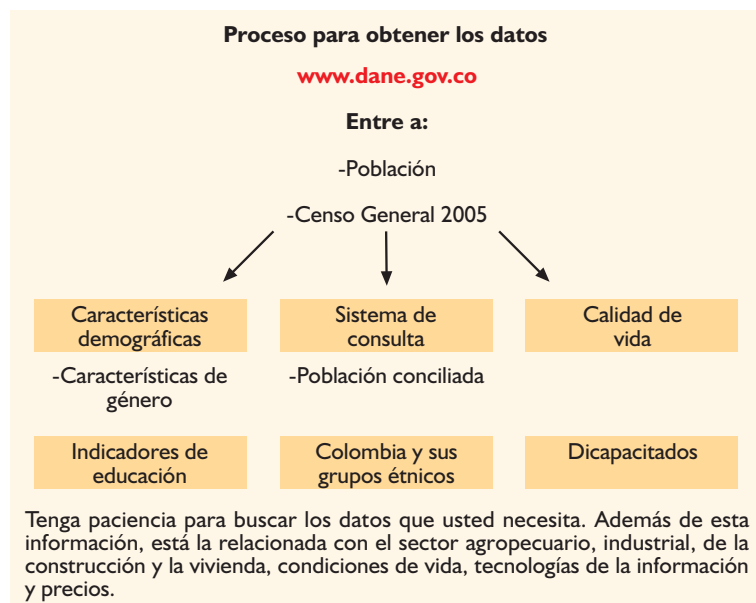 Proceso para obtener los datos
www.dane.gov.co
Entre a:
-Población
-Censo General 2005
Características
demográficas
Sistema de
consulta
Calidad de
vida
-Características de
género
-Población conciliada
Indicadores de
educación
Colombia y sus
grupos étnicos
Dicapacitados
Tenga paciencia para buscar los datos que usted necesita. Además de esta
información, está la relacionada con el sector agropecuario, industrial, de la
construcción y la vivienda, condiciones de vida, tecnologías de la información
y precios.